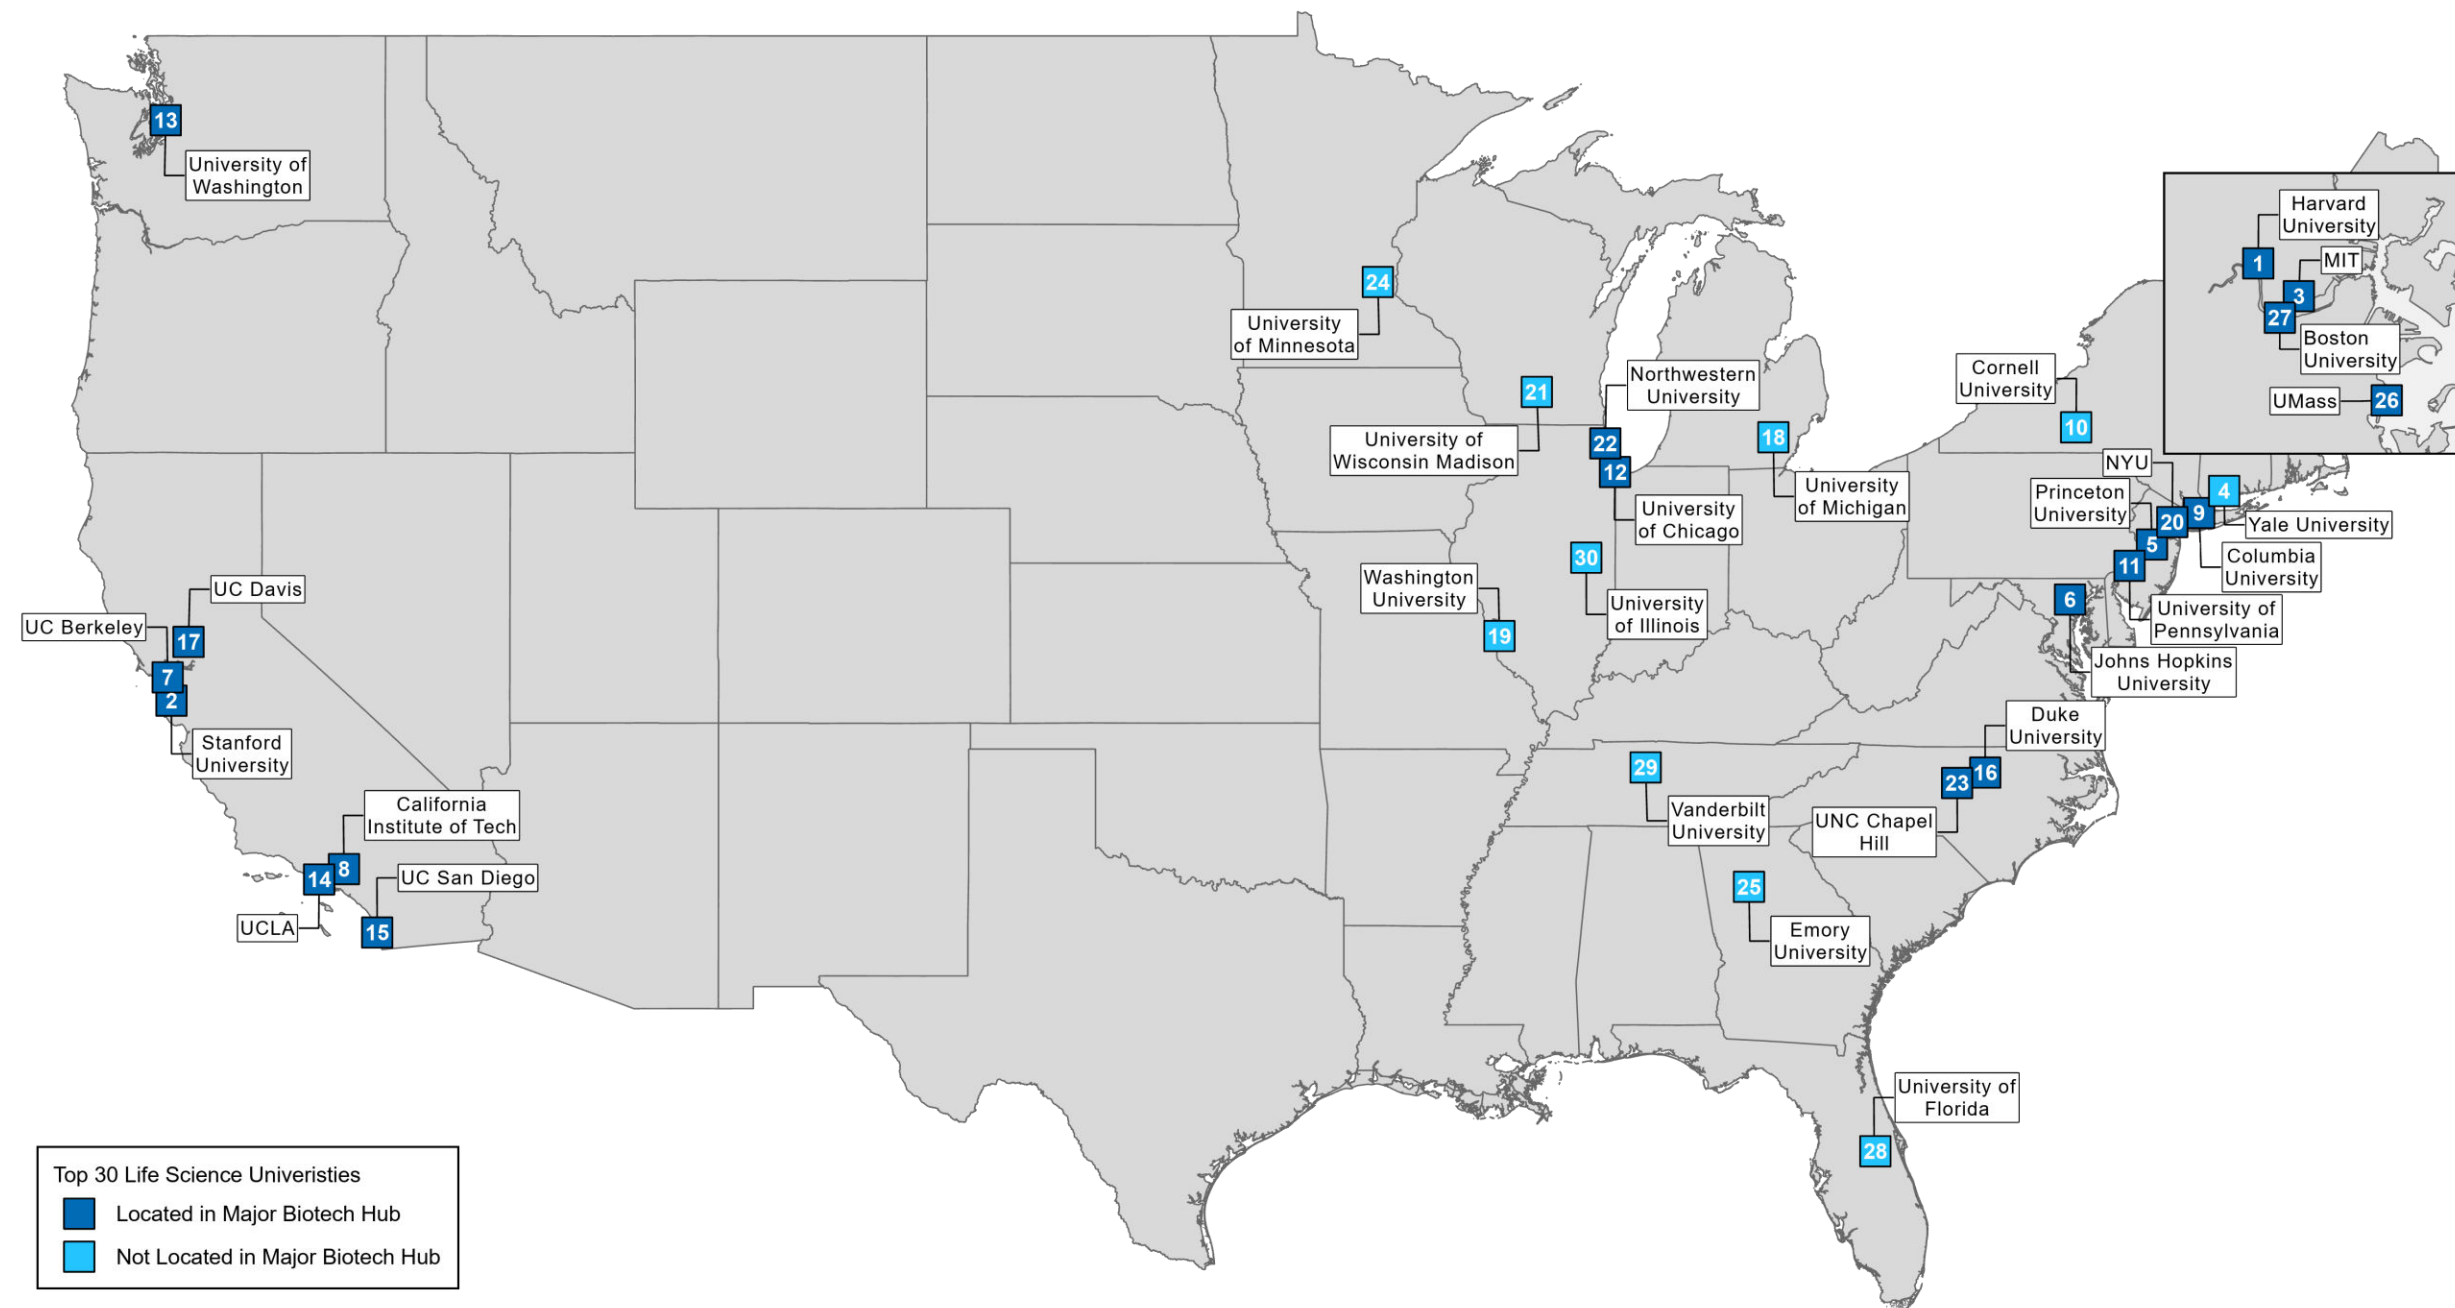 13
University of
Washington
Harvard
University
1
MIT
3
27
Boston
University
UMass
26
24
University
of Minnesota
21
University of
Wisconsin Madison
Northwestern
University
22
12
University
of Chicago
18
University
of Michigan
Cornell
University
10
NYU
4
Princeton
University
20
9
Yale University
5
11
Columbia
University
30
University
of Illinois
Washington
University
19
6
University of
Pennsylvania
Johns Hopkins
University
UC Davis
UC Berkeley
17
7
2
Stanford
University
Duke
University
16
23
UNC Chapel
Hill
29
Vanderbilt
University
California
Institute of Tech
8
14
UC San Diego
UCLA
15
25
Emory
University
University of
Florida
28
Top 30 Life Science Univeristies
Located in Major Biotech Hub
Not Located in Major Biotech Hub